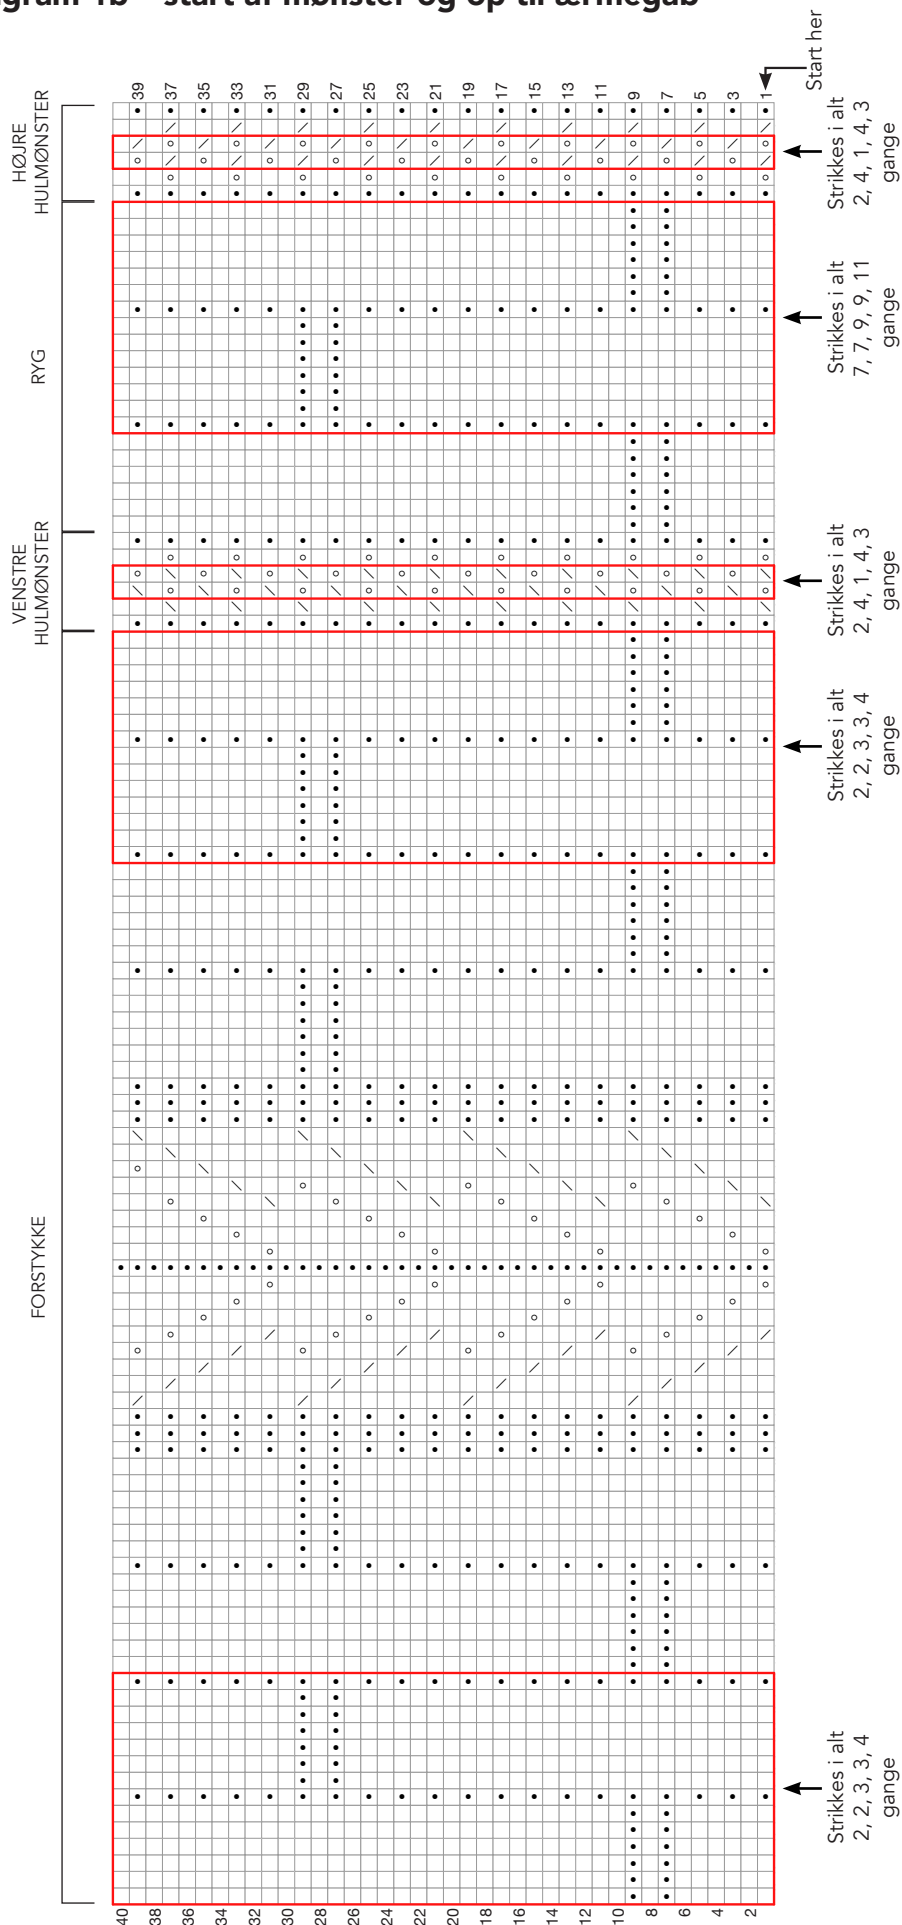 gram 1b – start af mønster og op til ærmegab
FORSTYKKE
VENSTRE
HULMØNSTER
RYG
HØJRE
HULMØNSTER
40
39
38
37
36
35
34
33
32
31
30
29
28
27
26
25
24
23
22
21
20
19
18
17
16
15
14
13
12
11
10
9
8
7
6
5
4
3
2
1
Start her
Strikkes i alt
2, 2, 3, 3, 4
gange
Strikkes i alt
2, 2, 3, 3, 4
gange
Strikkes i alt
2, 4, 1, 4, 3
gange
Strikkes i alt
7, 7, 9, 9, 11
gange
Strikkes i alt
2, 4, 1, 4, 3
gange